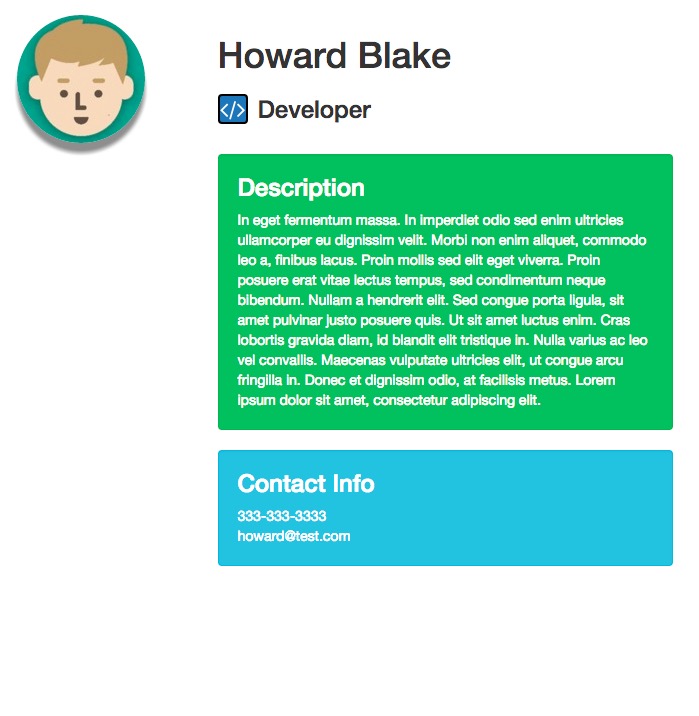 Howard Blake
</> Developer
Description
In eget fermentum massa. In imperdiet odio sed enim ultricies
ullamcorper eu dignissim velit. Morbi non enim aliquet, commodo
leo a, finibus lacus. Proin mollis sed elit eget viverra. Proin
posuere erat vitae lectus tempus, sed condimentum neque
bibendum. Nullam a hendrerit elit. Sed congue porta ligula, sit
amet pulvinar justo posuere quis. Ut sit amet luctus enim. Cras
lobortis gravida diam, id blandit elit tristique in. Nulla varius ac leo
vel convallis. Maecenas vulputate ultricies elit, ut congue arcu
fringilla in. Donec et dignissim odio, at facilisis metus. Lorem
ipsum dolor sit amet, consectetur adipiscing elit.
Contact Info
333-333-3333
howard@test.com